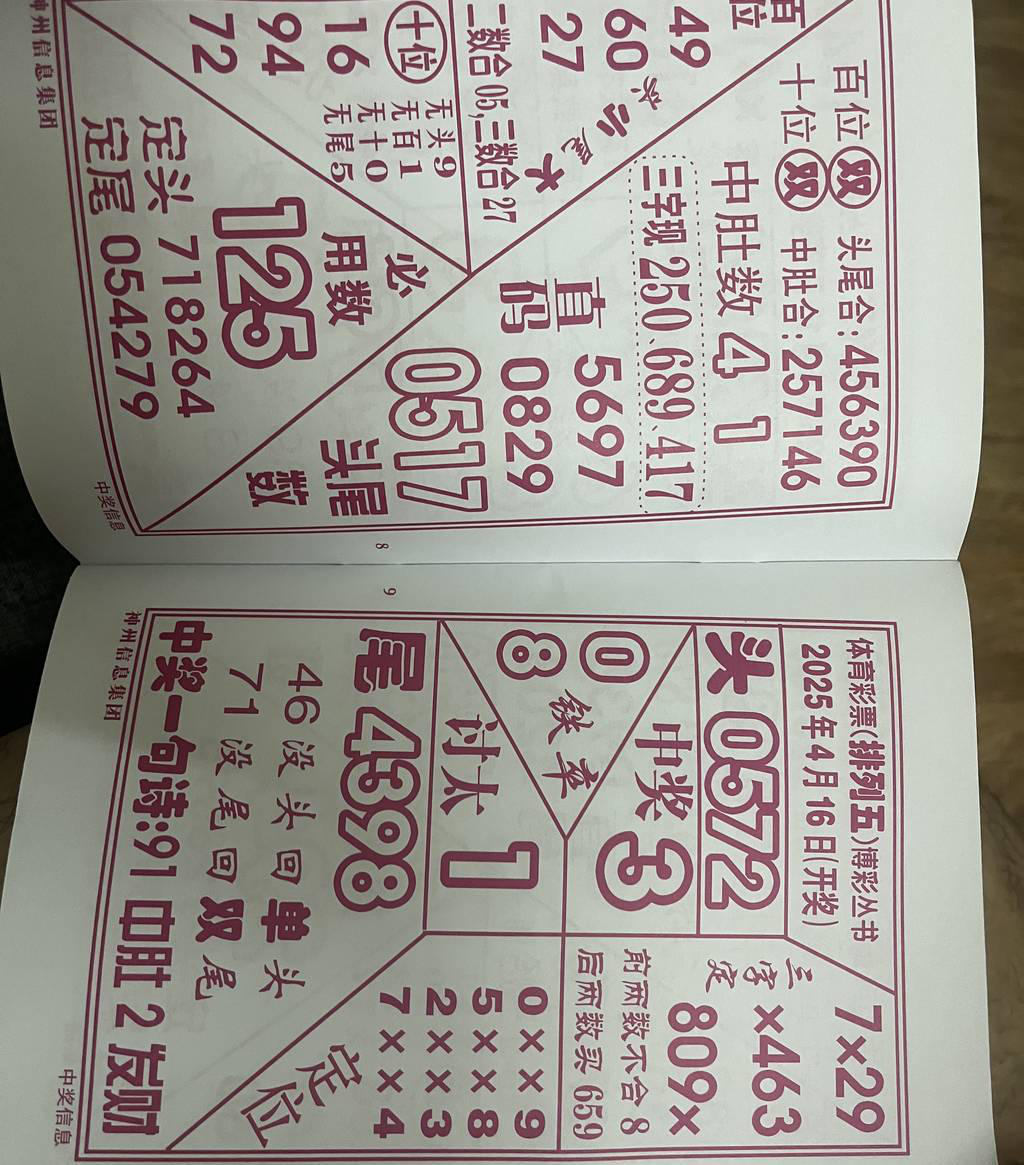 百位
百位双 头尾合:456390
十位双 中肚合:257146
中肚数 4 1
三字现 250、689、417
直码
5697
0829
49
60
27
二数合 05,三数合 27
十位
16
94
72
无头9
无百1
无十0
无尾5
必用数
125
0517
头尾数
定头 718264
定尾 054279
神州信息集团
中奖信息
8
9
体育彩票(排列五)博彩丛书
2025年4月16日(开奖)
头 0572
三字定
7×29
×463
809×
前两数不合 8
后两数买 659
中奖 3
0
8
铁率
讨太 1
尾 4398
定位
0××9
5××8
2××3
7××4
46 没头回单头
71 没尾回双尾
中奖一句诗:91中肚2友财
神州信息集团
中奖信息